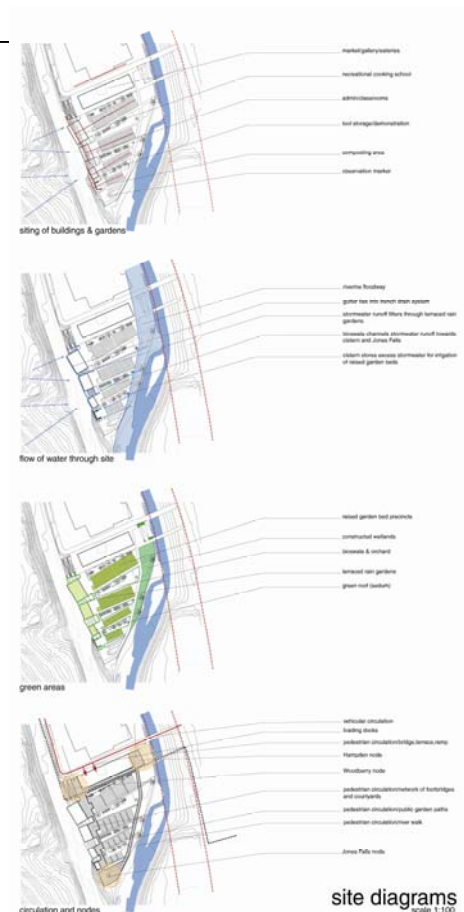 market/gallery/eateries
recreational cooking school
admin/classrooms
tool storage/demonstration
composting area
observation marker
siting of buildings & gardens
riverine floodway
gutter ties into trench drain system
stormwater runoff filters through terraced rain
gardens
bioswale channels stormwater runoff towards
cistern and Jones Falls
cistern stores excess stormwater for irrigation
of raised garden beds
flow of water through site
raised garden bed precincts
constructed wetlands
bioswale & orchard
terraced rain gardens
green roof (sedum)
green areas
vehicular circulation
loading docks
pedestrian circulation/bridge,terrace,ramp
Hampden node
Woodberry node
pedestrian circulation/network of footbridges
and courtyards
pedestrian circulation/public garden paths
pedestrian circulation/river walk
Jones Falls node
circulation and nodes
site diagrams
scale 1:100